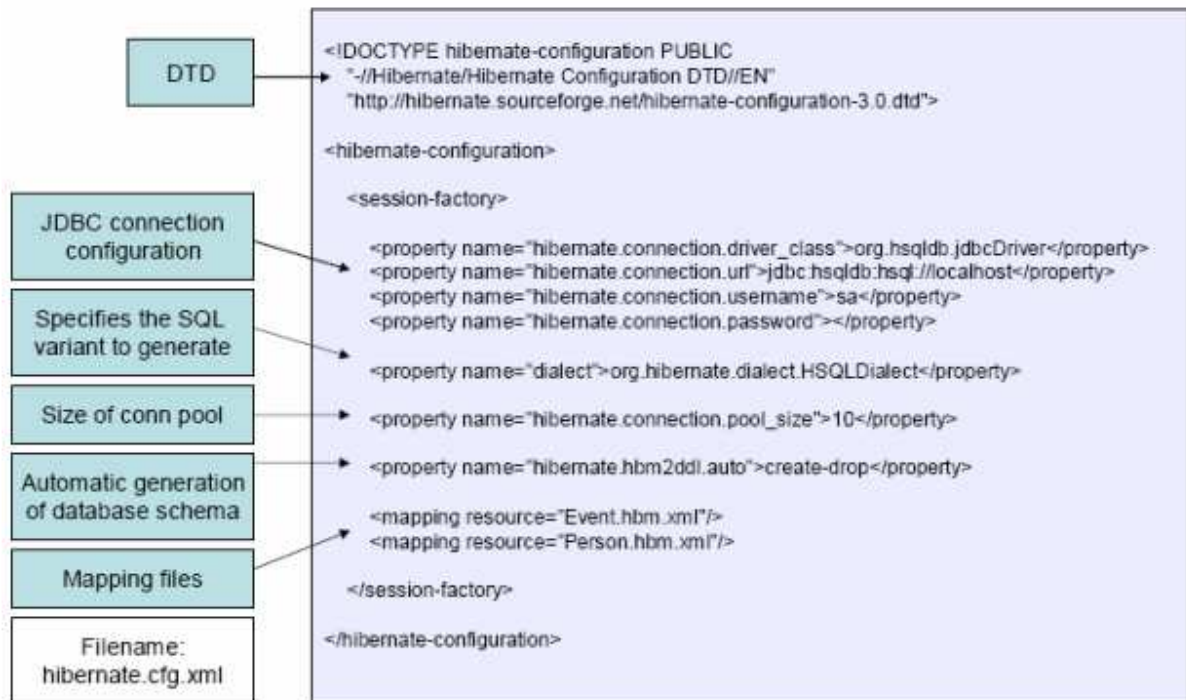 DTD
JDBC connection
configuration
Specifies the SQL
variant to generate
Size of conn pool
Automatic generation
of database schema
Mapping files
Filename:
hibernate.cfg.xml
<!DOCTYPE hibernate-configuration PUBLIC
"-//Hibernate/Hibernate Configuration DTD//EN"
"http://hibernate.sourceforge.net/hibernate-configuration-3.0.dtd">
<hibernate-configuration>
<session-factory>
<property name="hibernate.connection.driver_class">org.hsqldb.jdbcDriver</property>
<property name="hibernate.connection.url">jdbc:hsqldb:hsql://localhost</property>
<property name="hibernate.connection.username">sa</property>
<property name="hibernate.connection.password"></property>
<property name="dialect">org.hibernate.dialect.HSQLDialect</property>
<property name="hibernate.connection.pool_size">10</property>
<property name="hibernate.hbm2ddl.auto">create-drop</property>
<mapping resource="Event.hbm.xml"/>
<mapping resource="Person.hbm.xml"/>
</session-factory>
</hibernate-configuration>